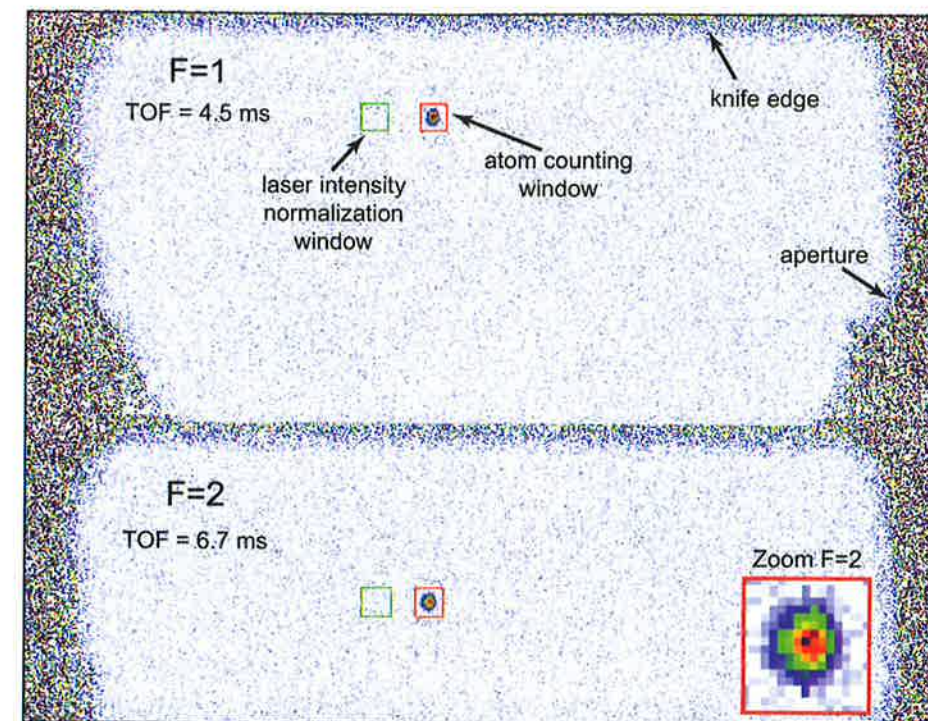 F=1
TOF = 4.5 ms
knife edge
laser intensity
normalization
window
atom counting
window
aperture
F=2
TOF = 6.7 ms
Zoom F=2